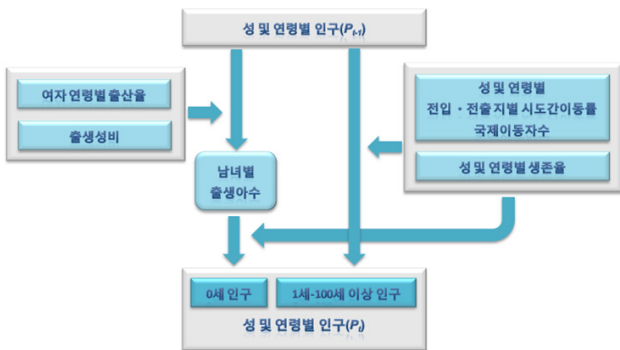 성 및 연령별 인구(Pt-1)
여자 연령별 출산율
출생성비
성 및 연령별
전입・전출지별 시도간이동률
국제이동자수
성 및 연령별 생존율
남녀별
출생아수
0세 인구
1세-100세 이상 인구
성 및 연령별 인구(Pt)